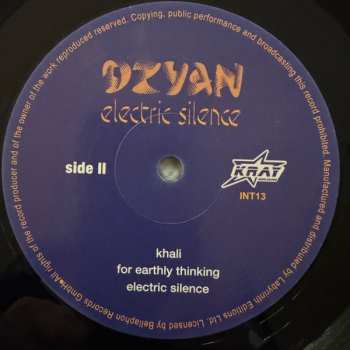 DZYAN
electric silence
side II
KRAT
INT13
khali
for earthly thinking
electric silence
All rights of the record producer and of the owner of the work reproduced reserved. Copying, public performance and broadcasting this record prohibited. Manufactured and distributed by Labyrinth Editions Ltd. Licensed by Bellaphon Records GmbH.